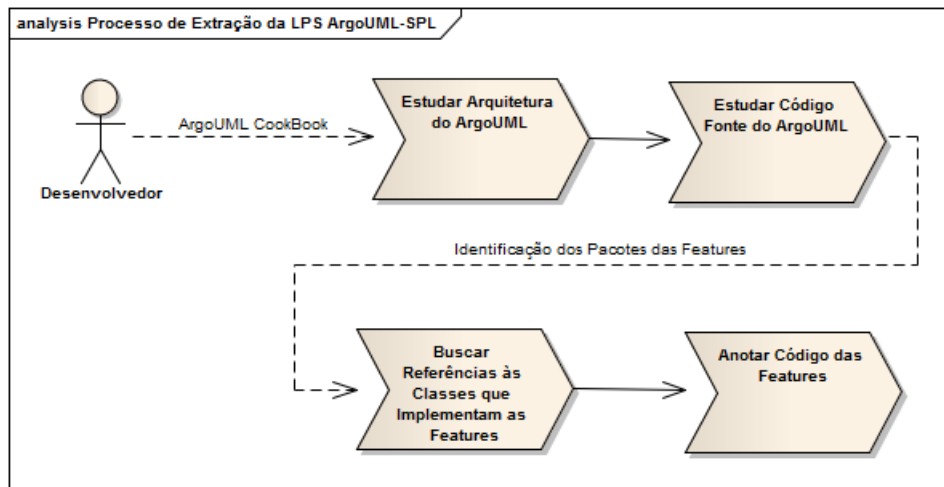 analysis Processo de Extração da LPS ArgoUML-SPL
Desenvolvedor
ArgoUML CookBook
Estudar Arquitetura
do ArgoUML
Estudar Código
Fonte do ArgoUML
Identificação dos Pacotes das Features
Buscar
Referências às
Classes que
Implementam as
Features
Anotar Código das
Features